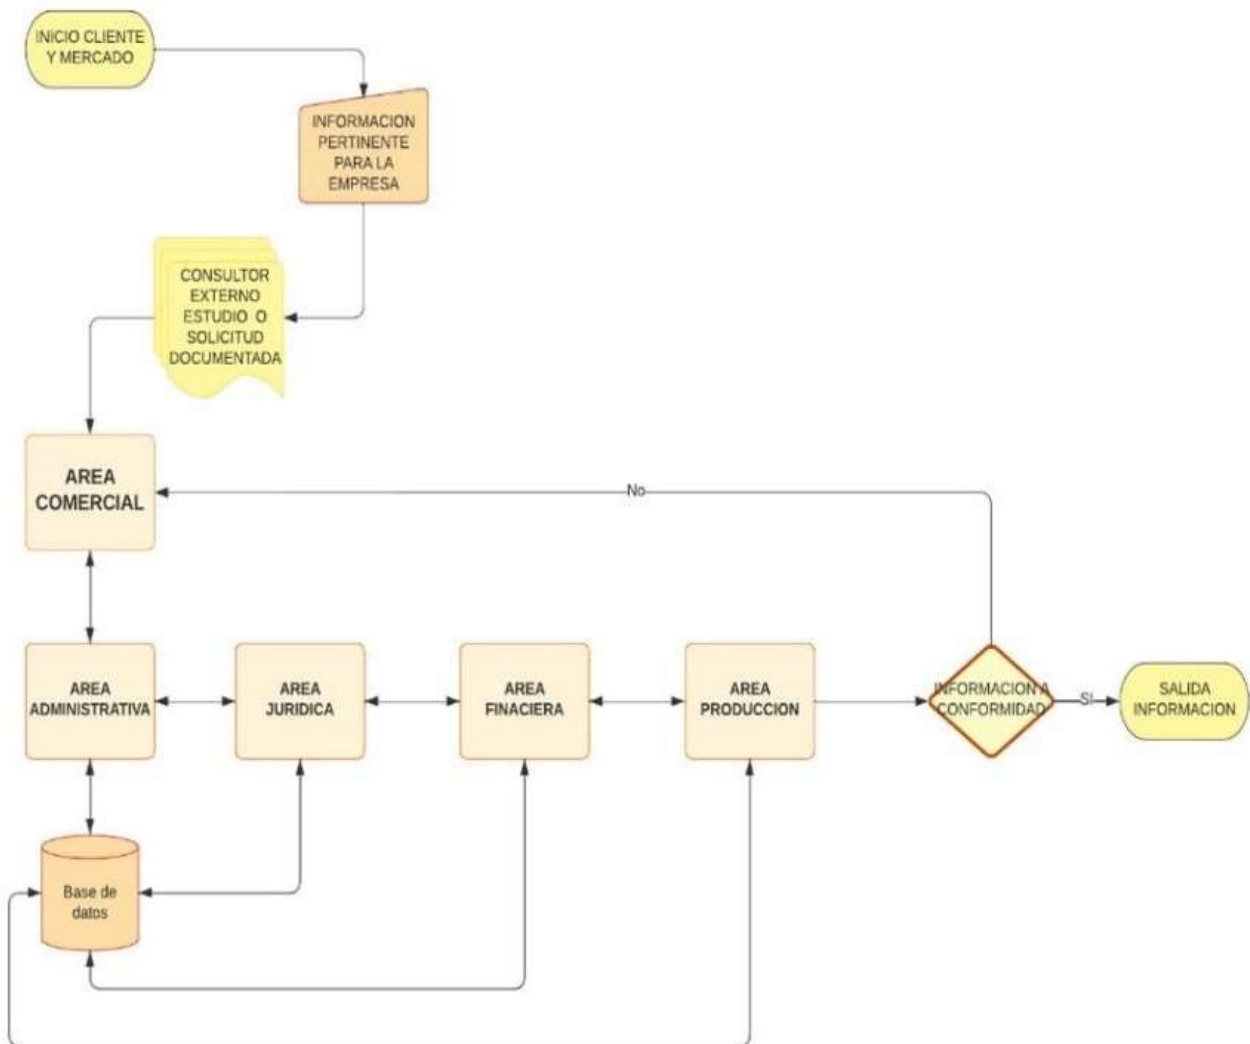 INICIO CLIENTE
Y MERCADO
INFORMACION
PERTINENTE
PARA LA
EMPRESA
CONSULTOR
EXTERNO
ESTUDIO O
SOLICITUD
DOCUMENTADA
AREA
COMERCIAL
No
AREA
ADMINISTRATIVA
AREA
JURIDICA
AREA
FINACIERA
AREA
PRODUCCION
INFORMACION A
CONFORMIDAD
SI
SALIDA
INFORMACION
Base de
datos